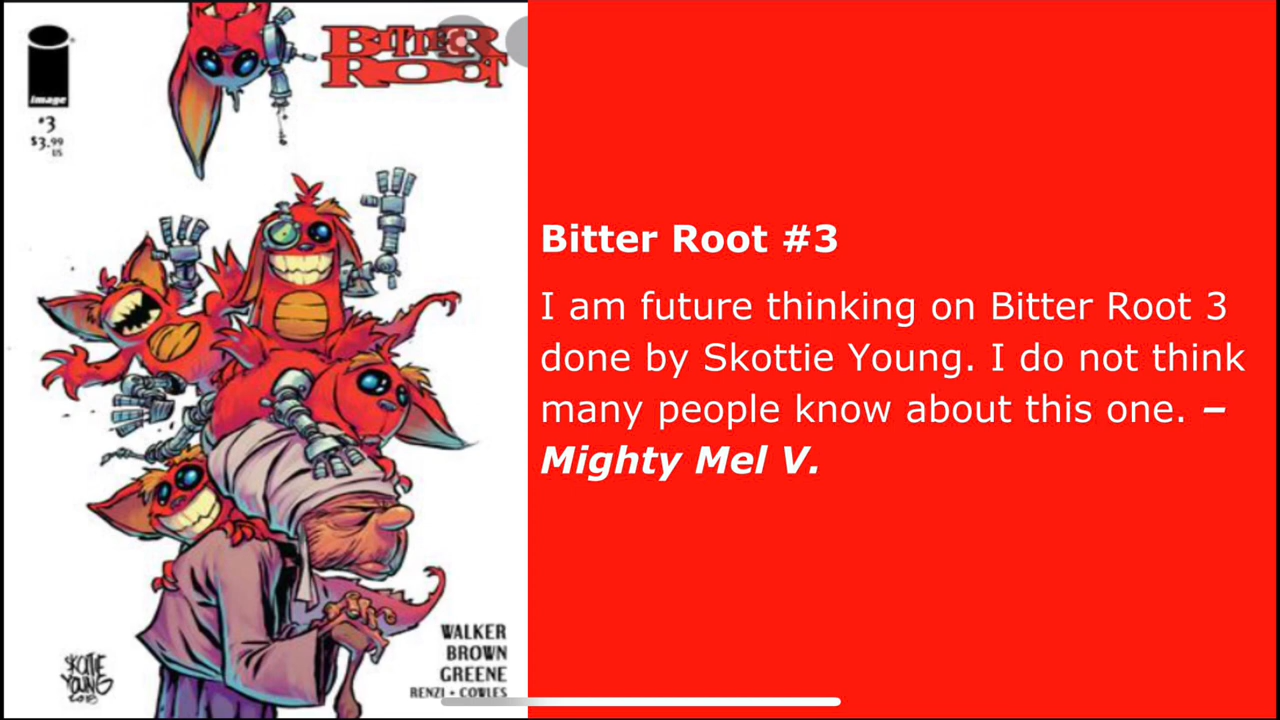 BITTER
ROOT
image
#3
$3.99
US
Bitter Root #3
I am future thinking on Bitter Root 3
done by Skottie Young. I do not think
many people know about this one. –
Mighty Mel V.
WALKER
BROWN
GREENE
RENZI • COWLES
SKOTTIE
YOUNG
2018